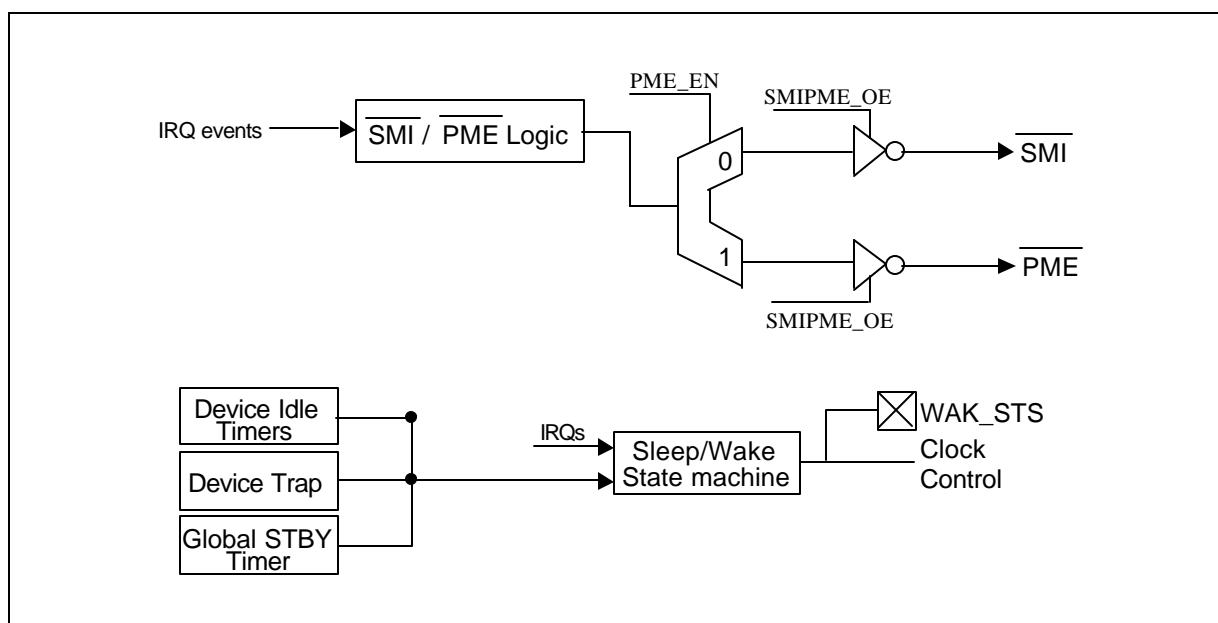 PME_EN
SMIPME_OE
IRQ events
SMI / PME Logic
0
SMI
1
PME
SMIPME_OE
Device Idle
Timers
Device Trap
Global STBY
Timer
IRQs
Sleep/Wake
State machine
WAK_STS
Clock
Control